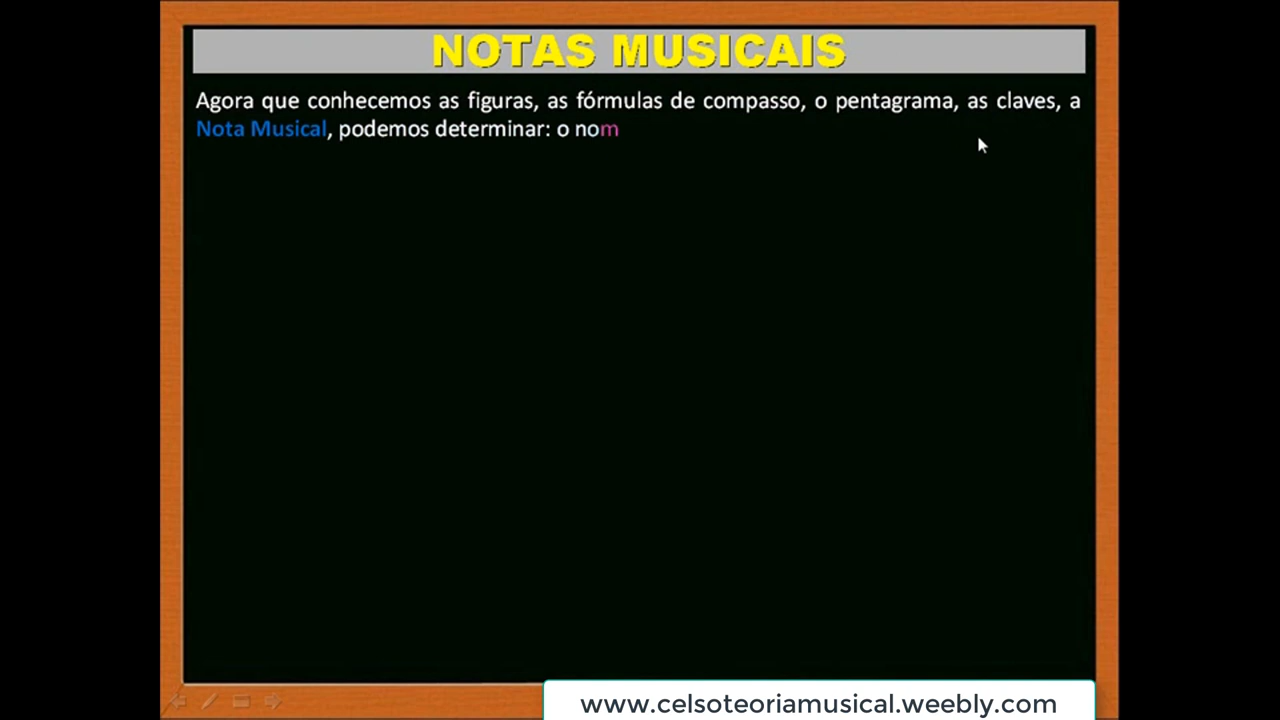 NOTAS MUSICAIS
Agora que conhecemos as figuras, as fórmulas de compasso, o pentagrama, as claves, a
Nota Musical, podemos determinar: o nom
www.celsoteoriamusical.weebly.com